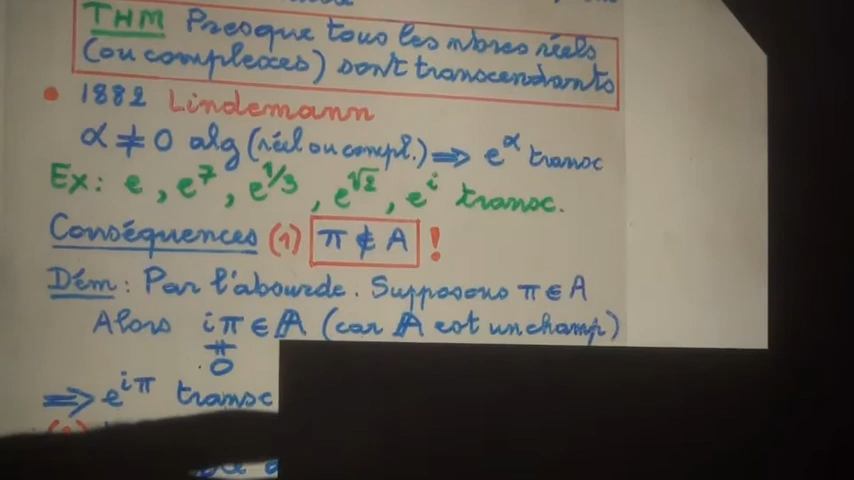 THM Presque tous les nbres réels
(ou complexes) sont transcendants
• 1882 Lindemann
α ≠ 0 alg (réel ou compl.) ⇒ e^α transc
Ex: e, e^7, e^1/3, e^√2, e^i transc.
Conséquences (1) π ∉ A !
Dém: Par l'absurde. Supposons π ∈ A
Alors iπ ∈ A (car A est un champ)
≠
0
⇒ e^iπ transc